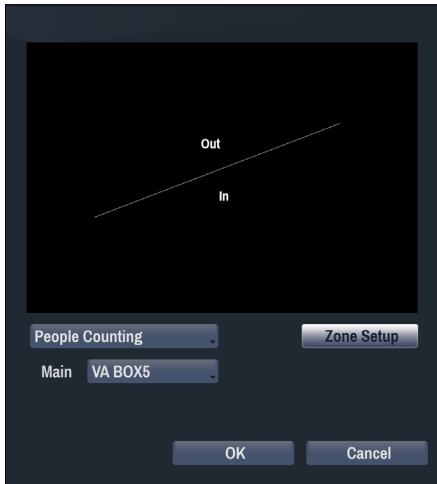 Out
In
People Counting
Zone Setup
Main
VA BOX5
OK
Cancel